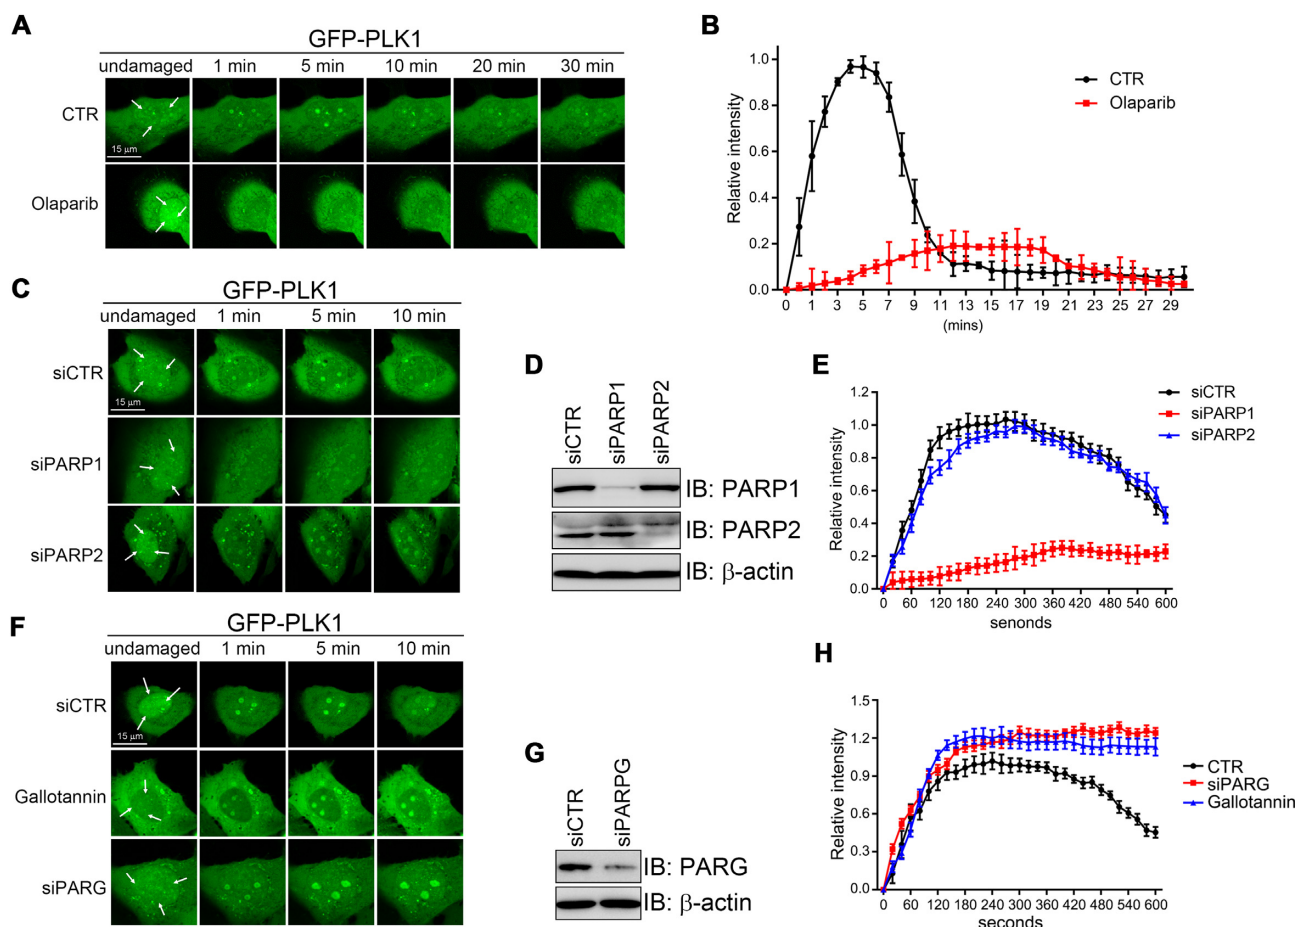 A
GFP-PLK1
undamaged 1 min 5 min 10 min 20 min 30 min
CTR
15 µm
Olaparib
B
Relative intensity
1.0
0.8
0.6
0.4
0.2
0.0
0 1 3 5 7 9 11 13 15 17 19 21 23 25 27 29
(mins)
CTR
Olaparib
C
GFP-PLK1
undamaged 1 min 5 min 10 min
siCTR
15 µm
siPARP1
siPARP2
D
siCTR siPARP1 siPARP2
IB: PARP1
IB: PARP2
IB: β-actin
E
Relative intensity
1.2
1.0
0.8
0.6
0.4
0.2
0.0
0 60 120 180 240 300 360 420 480 540 600
senonds
siCTR
siPARP1
siPARP2
F
GFP-PLK1
undamaged 1 min 5 min 10 min
siCTR
15 µm
Gallotannin
siPARG
G
siCTR siPARPG
IB: PARG
IB: β-actin
H
Relative intensity
1.5
1.2
0.9
0.6
0.3
0.0
0 60 120 180 240 300 360 420 480 540 600
seconds
CTR
siPARG
Gallotannin